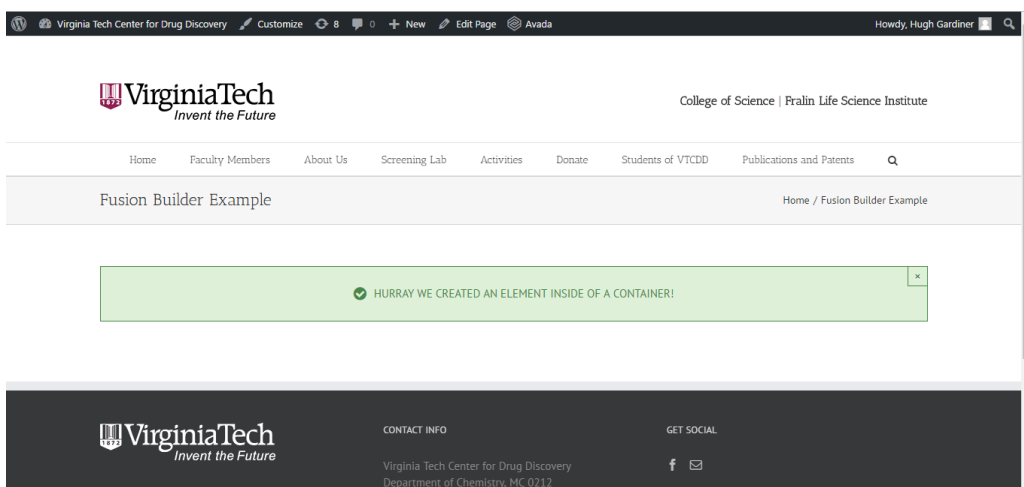 Virginia Tech Center for Drug Discovery Customize 8 0 New Edit Page Avada Howdy, Hugh Gardiner
1872 VirginiaTech
Invent the Future
College of Science | Fralin Life Science Institute
Home Faculty Members About Us Screening Lab Activities Donate Students of VTCDD Publications and Patents
Fusion Builder Example Home / Fusion Builder Example
×
HURRAY WE CREATED AN ELEMENT INSIDE OF A CONTAINER!
1872 VirginiaTech
Invent the Future
CONTACT INFO GET SOCIAL
Virginia Tech Center for Drug Discovery
Department of Chemistry, MC 0212